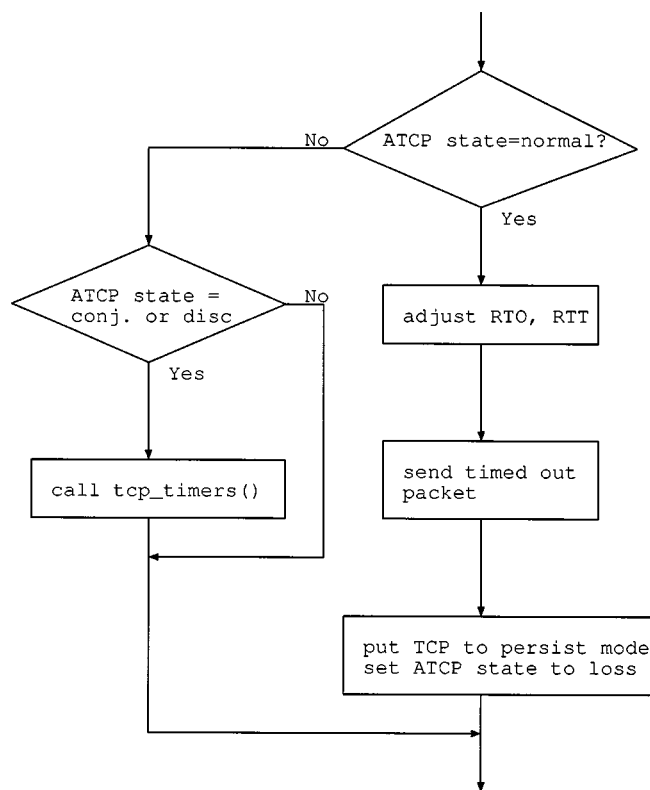 ATCP state=normal?
No
Yes
ATCP state =
conj. or disc
No
Yes
adjust RTO, RTT
call tcp_timers()
send timed out
packet
put TCP to persist mode
set ATCP state to loss